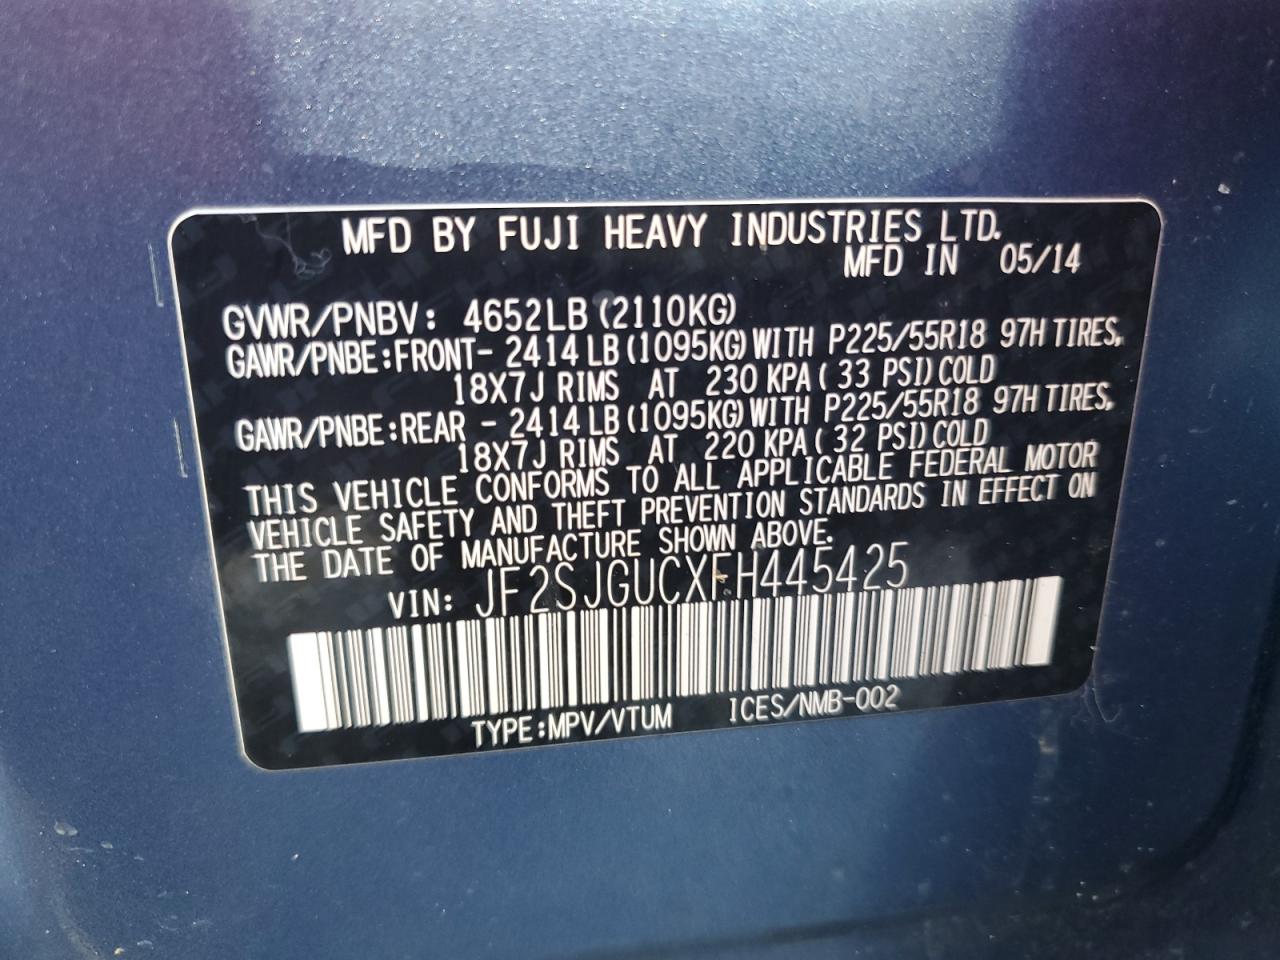 MFD BY FUJI HEAVY INDUSTRIES LTD.
MFD IN 05/14
GVWR/PNBV: 4652LB (2110KG)
GAWR/PNBE:FRONT- 2414 LB (1095KG) WITH P225/55R18 97H TIRES,
18X7J RIMS AT 230 KPA ( 33 PSI) COLD
GAWR/PNBE:REAR - 2414 LB (1095KG) WITH P225/55R18 97H TIRES,
18X7J RIMS AT 220 KPA ( 32 PSI) COLD
THIS VEHICLE CONFORMS TO ALL APPLICABLE FEDERAL MOTOR
VEHICLE SAFETY AND THEFT PREVENTION STANDARDS IN EFFECT ON
THE DATE OF MANUFACTURE SHOWN ABOVE.
VIN: JF2SJGUCXFH445425
TYPE:MPV/VTUM ICES/NMB-002